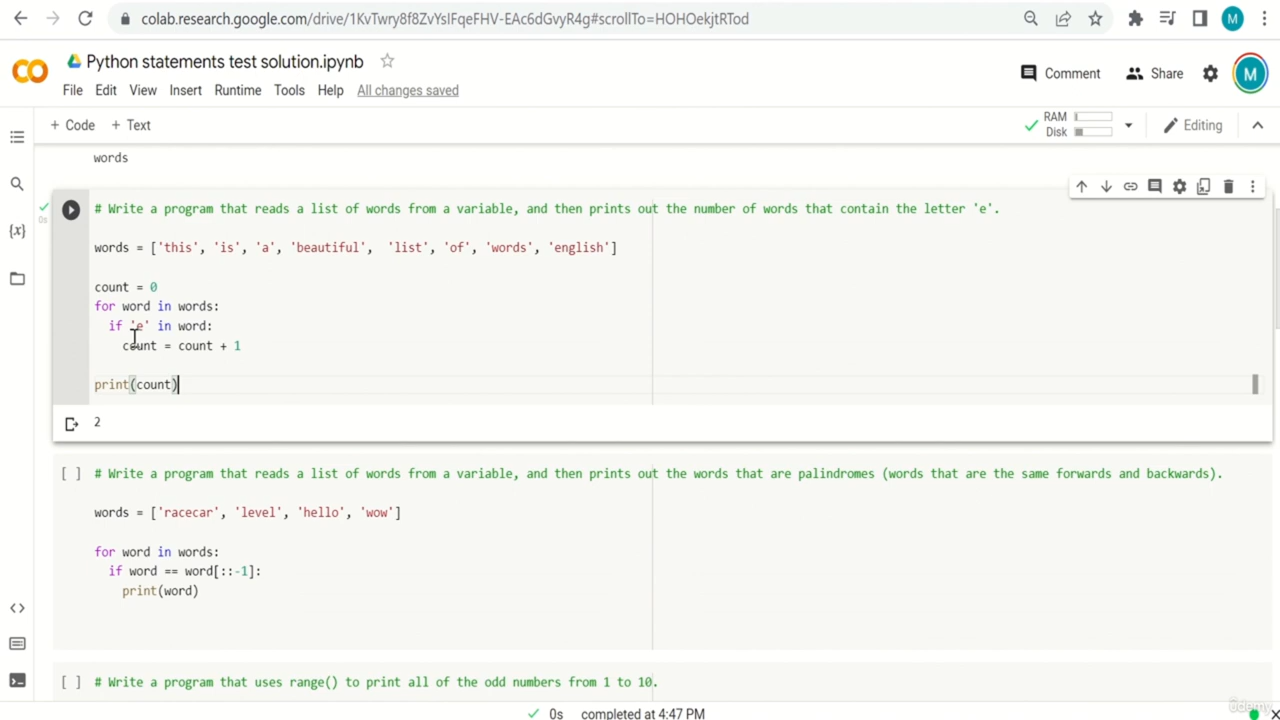 colab.research.google.com/drive/1KvTwry8f8ZvYsIFqeFHV-EAc6dGvyR4g#scrollTo=HOHOekjtRTod
M
Python statements test solution.ipynb
File Edit View Insert Runtime Tools Help All changes saved
Comment Share M
+ Code + Text
RAM
Disk
Editing
words
# Write a program that reads a list of words from a variable, and then prints out the number of words that contain the letter 'e'.
0s
{x}
words = ['this', 'is', 'a', 'beautiful',  'list', 'of', 'words', 'english']
count = 0
for word in words:
  if 'e' in word:
    count = count + 1
print(count)
2
[ ] # Write a program that reads a list of words from a variable, and then prints out the words that are palindromes (words that are the same forwards and backwards).
words = ['racecar', 'level', 'hello', 'wow']
for word in words:
  if word == word[::-1]:
    print(word)
[ ] # Write a program that uses range() to print all of the odd numbers from 1 to 10.
0s completed at 4:47 PM
ûdemy